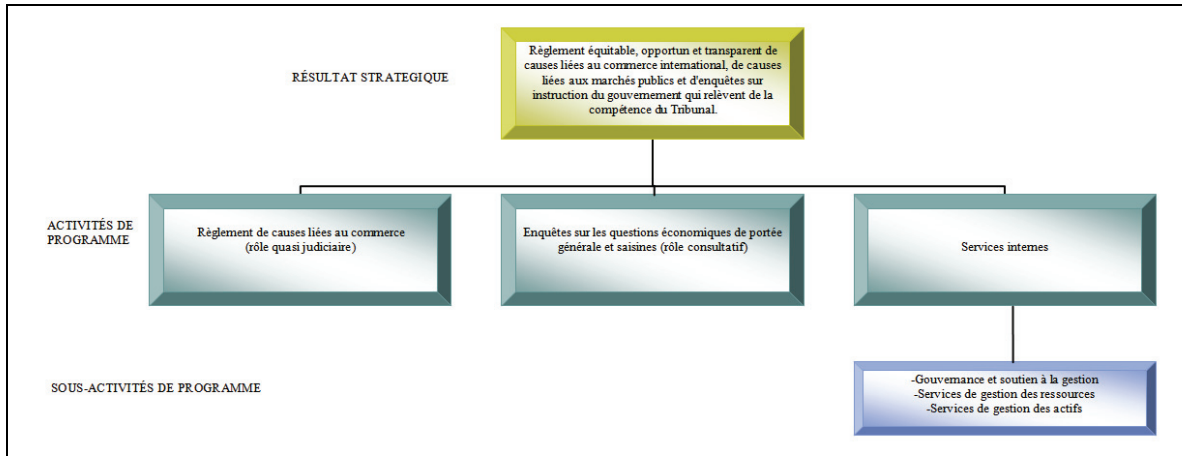 RÉSULTAT STRATEGIQUE
Règlement équitable, opportun et transparent de
causes liées au commerce international, de causes
liées aux marchés publics et d'enquêtes sur
instruction du gouvernement qui relèvent de la
compétence du Tribunal.
ACTIVITÉS DE
PROGRAMME
Règlement de causes liées au commerce
(rôle quasi judiciaire)
Enquêtes sur les questions économiques de portée
générale et saisines (rôle consultatif)
Services internes
SOUS-ACTIVITÉS DE PROGRAMME
-Gouvernance et soutien à la gestion
-Services de gestion des ressources
-Services de gestion des actifs